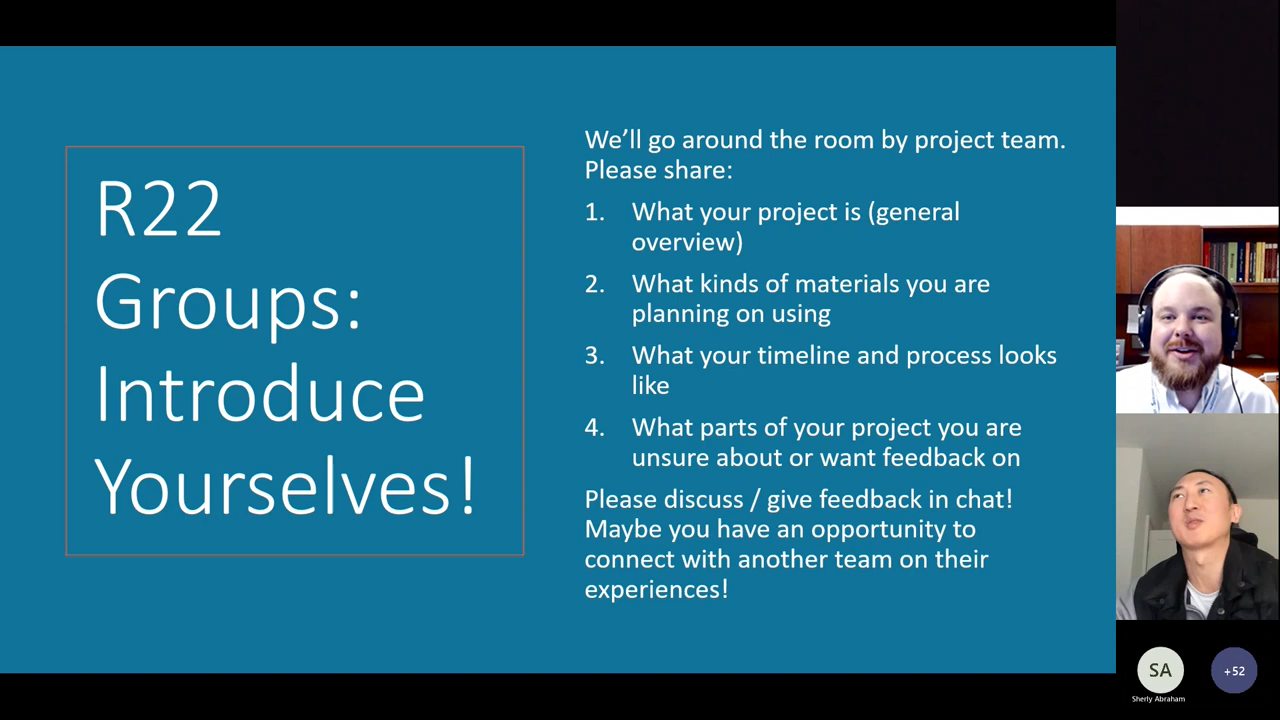 R22
Groups:
Introduce
Yourselves!
We’ll go around the room by project team.
Please share:
1. What your project is (general
overview)
2. What kinds of materials you are
planning on using
3. What your timeline and process looks
like
4. What parts of your project you are
unsure about or want feedback on
Please discuss / give feedback in chat!
Maybe you have an opportunity to
connect with another team on their
experiences!
SA
+52
Sherly Abraham